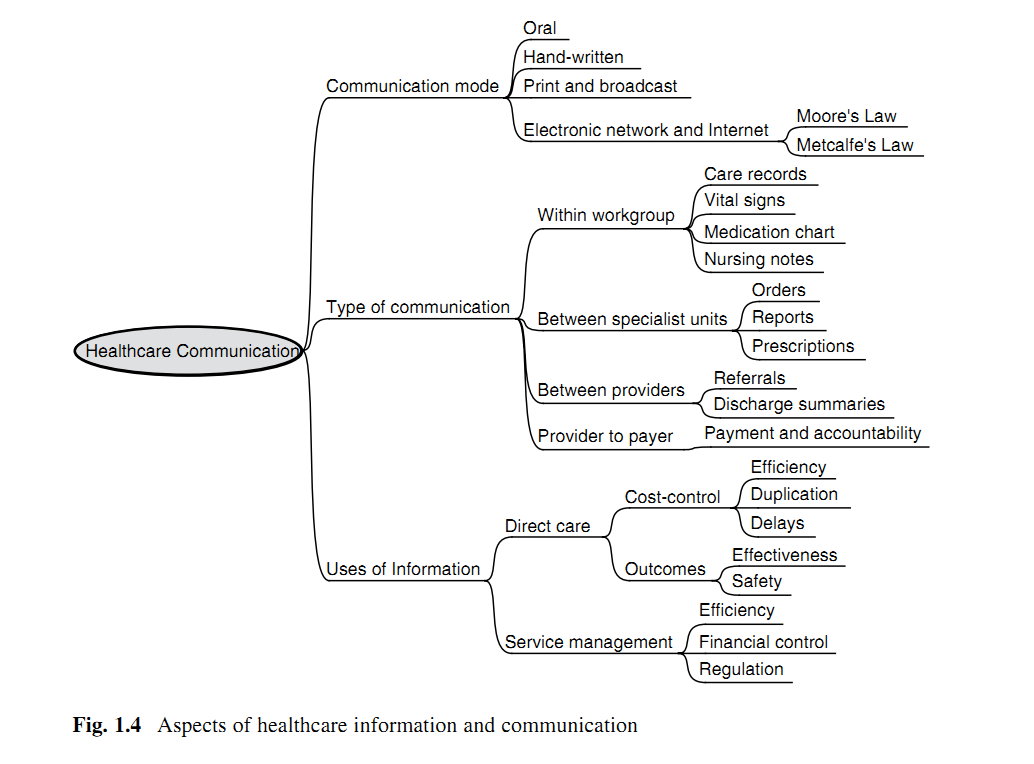 Healthcare Communication
Communication mode
Oral
Hand-written
Print and broadcast
Electronic network and Internet
Moore's Law
Metcalfe's Law
Type of communication
Within workgroup
Care records
Vital signs
Medication chart
Nursing notes
Between specialist units
Orders
Reports
Prescriptions
Between providers
Referrals
Discharge summaries
Provider to payer
Payment and accountability
Uses of Information
Direct care
Cost-control
Efficiency
Duplication
Delays
Outcomes
Effectiveness
Safety
Service management
Efficiency
Financial control
Regulation
Fig. 1.4 Aspects of healthcare information and communication